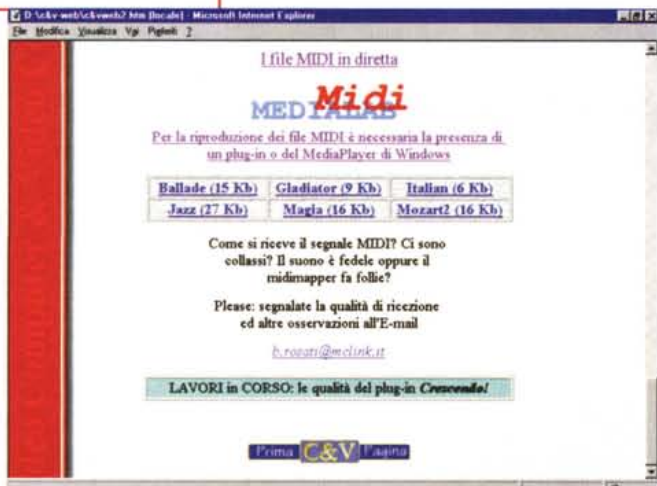 D:\c&v-web\c&vweb2.htm (locale) - Microsoft Internet Explorer
File Modifica Visualizza Vai Preferiti ?
I file MIDI in diretta
MEDIALAB Midi
Per la riproduzione dei file MIDI è necessaria la presenza di
un plug-in o del MediaPlayer di Windows
Ballade (15 Kb) Gladiator (9 Kb) Italian (6 Kb)
Jazz (27 Kb) Magia (16 Kb) Mozart2 (16 Kb)
Come si riceve il segnale MIDI? Ci sono
collassi? Il suono è fedele oppure il
midimapper fa follie?
Please: segnalate la qualità di ricezione
ed altre osservazioni all'E-mail
b.rosati@mclink.it
LAVORI in CORSO: le qualità del plug-in Crescendo!
Prima C&V Pagina